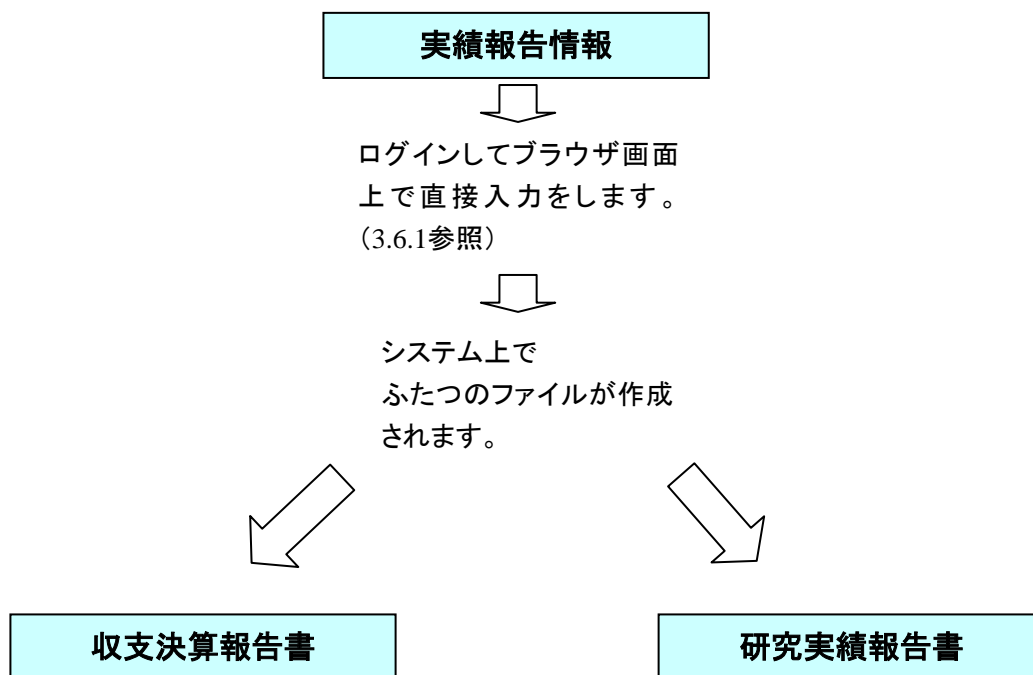 実績報告情報
ログインしてブラウザ画面
上で直接入力をします。
（3.6.1参照）
システム上で
ふたつのファイルが作成
されます。
収支決算報告書
研究実績報告書